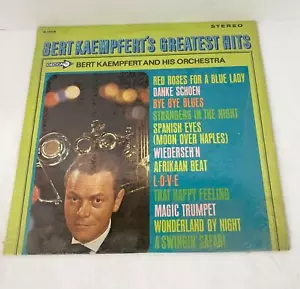 STEREO
BERT KAEMPFERT'S GREATEST HITS
DECCA
BERT KAEMPFERT AND HIS ORCHESTRA
RED ROSES FOR A BLUE LADY
DANKE SCHOEN
BYE BYE BLUES
STRANGERS IN THE NIGHT
SPANISH EYES
(MOON OVER NAPLES)
WIEDERSEH'N
AFRIKAAN BEAT
L·O·V·E
THAT HAPPY FEELING
MAGIC TRUMPET
WONDERLAND BY NIGHT
A SWINGIN' SAFARI